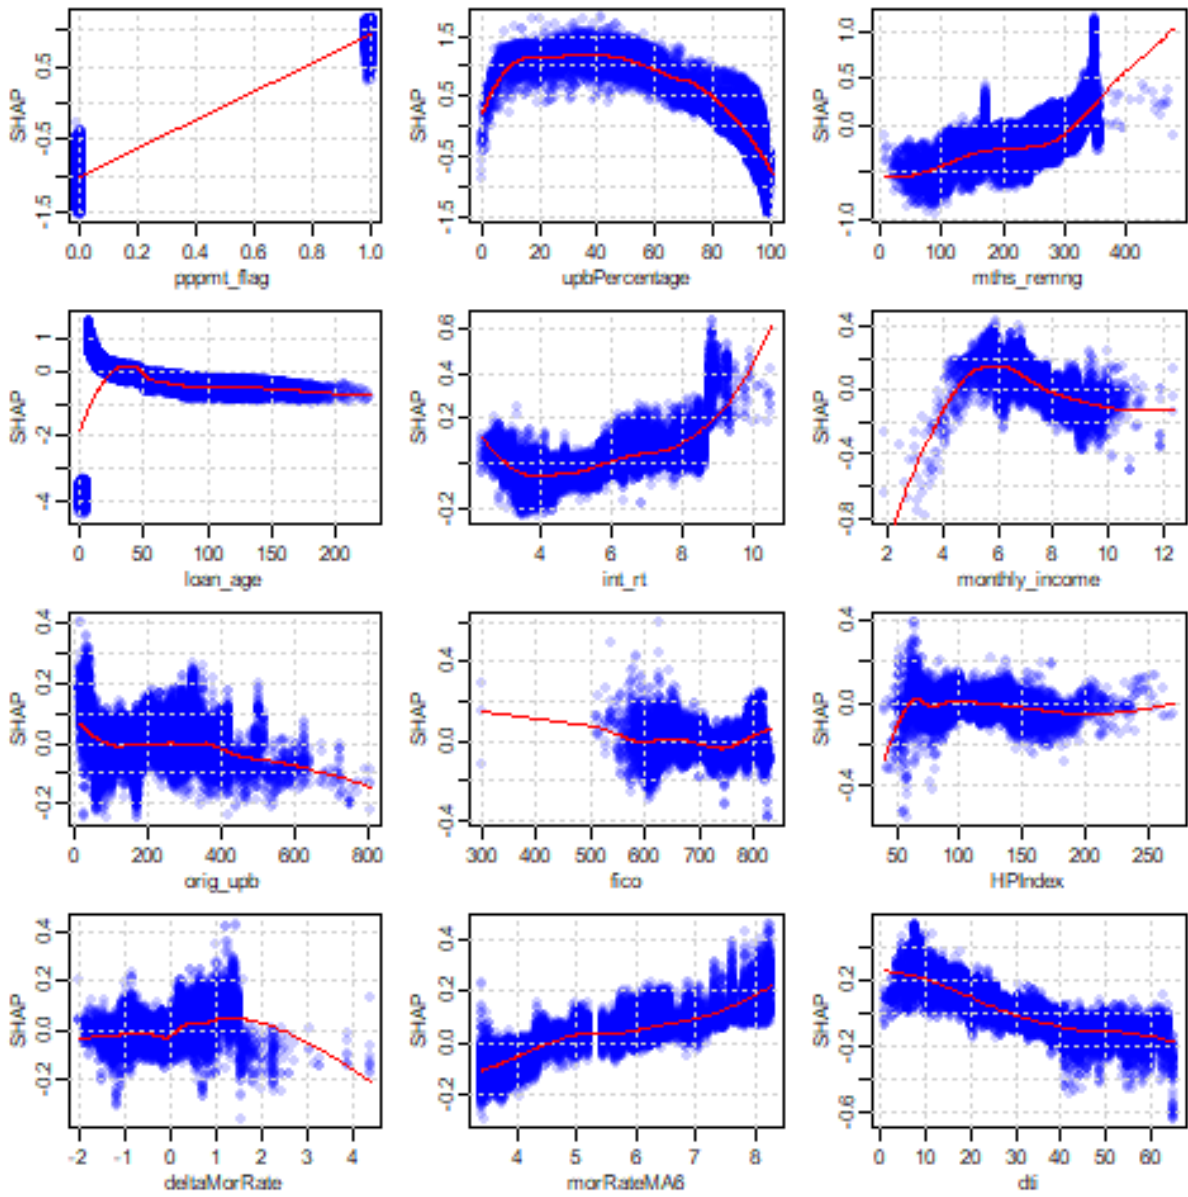 SHAP
-1.5 -0.5 0.5
0.0 0.2 0.4 0.6 0.8 1.0
pppmt_flag
SHAP
-1.5 -0.5 0.5 1.5
0 20 40 60 80 100
upbPercentage
SHAP
-1.0 0.0 0.5 1.0
0 100 200 300 400
mths_remng
SHAP
-4 -2 0 1
0 50 100 150 200
loan_age
SHAP
-0.2 0.2 0.4 0.6
4 6 8 10
int_rt
SHAP
-0.8 -0.4 0.0 0.4
2 4 6 8 10 12
monthly_income
SHAP
-0.2 0.0 0.2 0.4
0 200 400 600 800
orig_upb
SHAP
-0.4 0.0 0.4
300 400 500 600 700 800
fico
SHAP
-0.4 0.0 0.4
50 100 150 200 250
HPIndex
SHAP
-0.2 0.0 0.2 0.4
-2 -1 0 1 2 3 4
deltaMorRate
SHAP
-0.2 0.0 0.2 0.4
4 5 6 7 8
morRateMA6
SHAP
-0.6 -0.2 0.2
0 10 20 30 40 50 60
dti